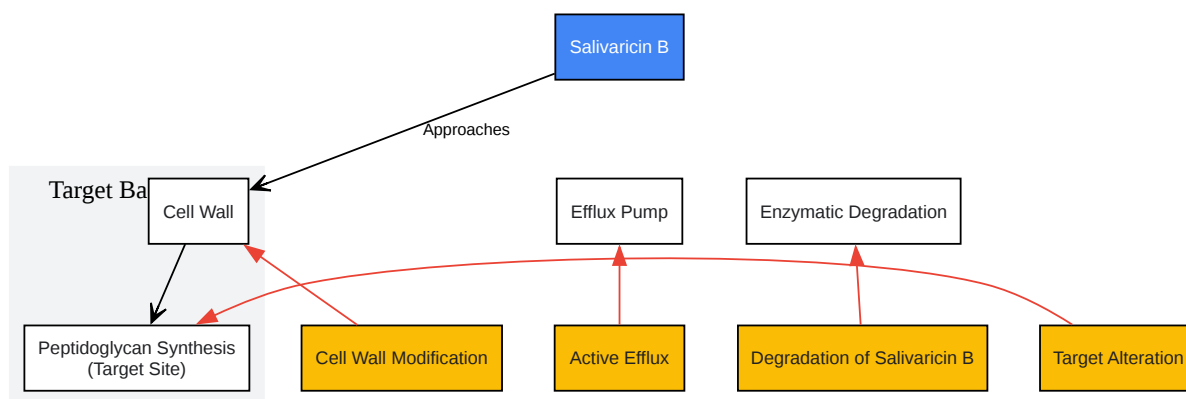 Salivaricin B
Approaches
Target Ba
Cell Wall
Efflux Pump
Enzymatic Degradation
Peptidoglycan Synthesis
(Target Site)
Cell Wall Modification
Active Efflux
Degradation of Salivaricin B
Target Alteration